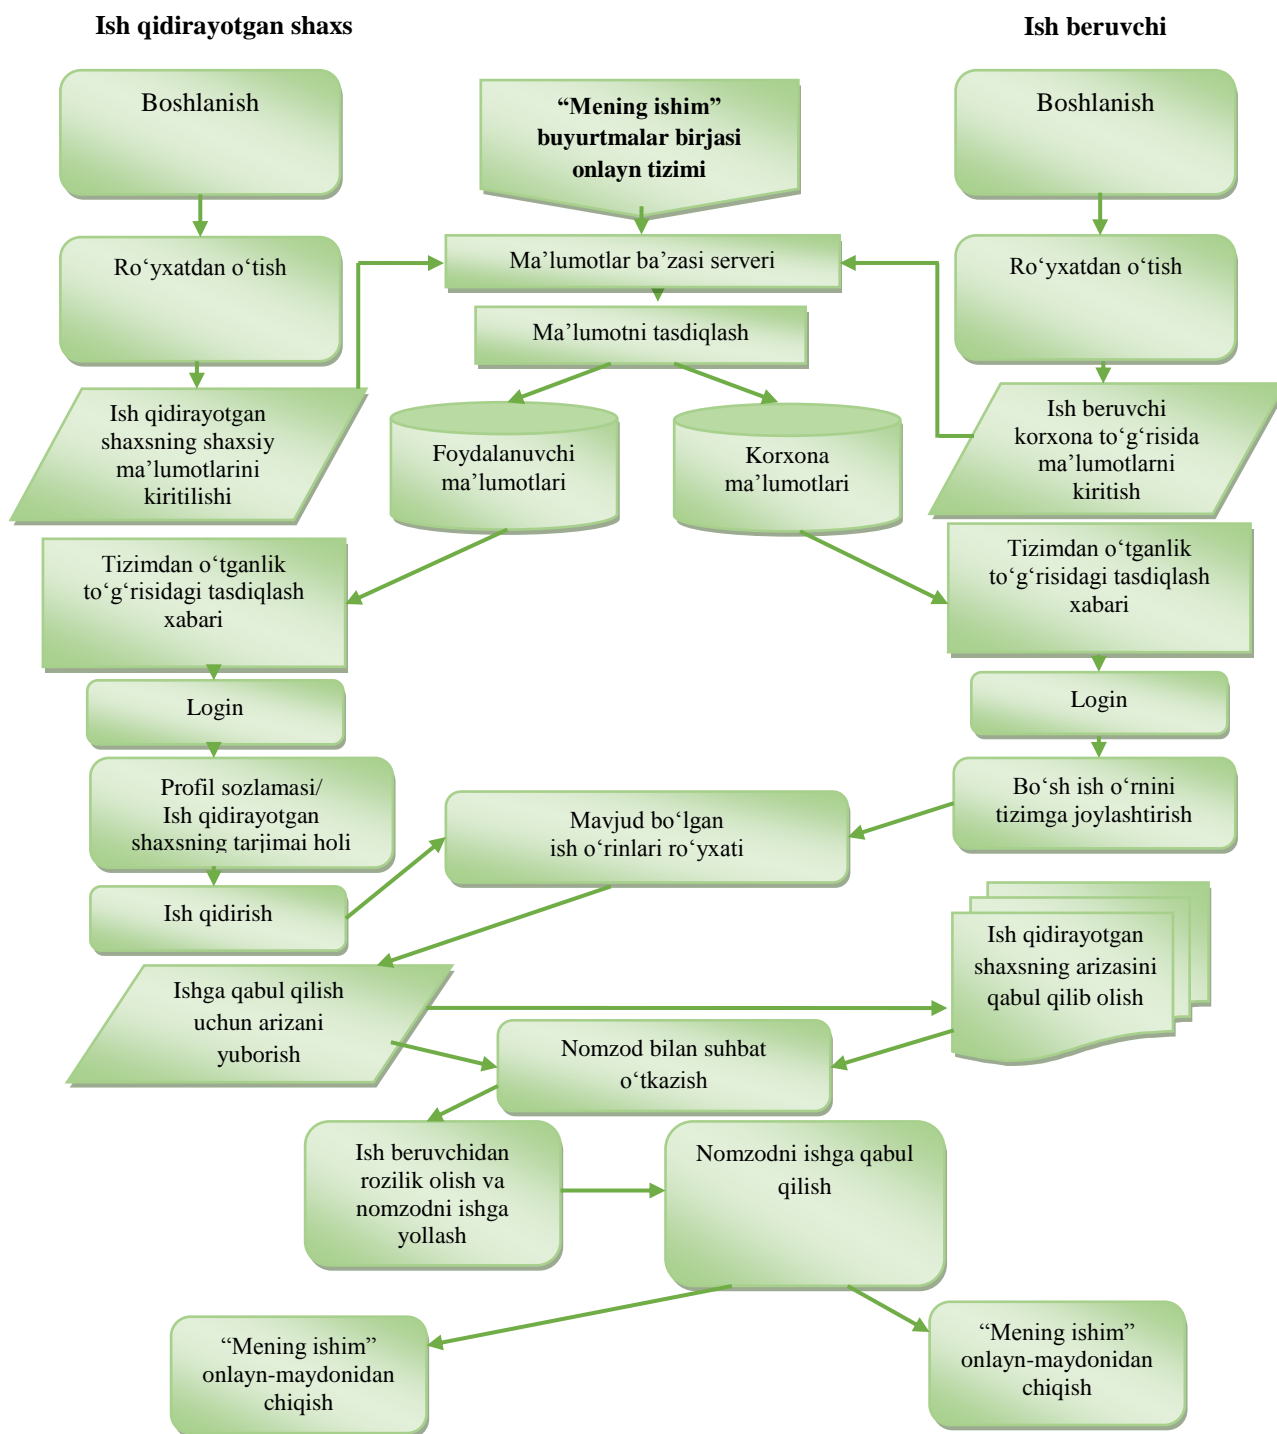 Ish qidirayotgan shaxs
Ish beruvchi
Boshlanish
“Mening ishim”
buyurtmalar birjasi
onlayn tizimi
Boshlanish
Ro‘yxatdan o‘tish
Ma’lumotlar ba’zasi serveri
Ro‘yxatdan o‘tish
Ma’lumotni tasdiqlash
Ish qidirayotgan
shaxsning shaxsiy
ma’lumotlarini
kiritilishi
Foydalanuvchi
ma’lumotlari
Korxona
ma’lumotlari
Ish beruvchi
korxona to‘g‘risida
ma’lumotlarni
kiritish
Tizimdan o‘tganlik
to‘g‘risidagi tasdiqlash
xabari
Tizimdan o‘tganlik
to‘g‘risidagi tasdiqlash
xabari
Login
Login
Profil sozlamasi/
Ish qidirayotgan
shaxsning tarjimai holi
Mavjud bo‘lgan
ish o‘rinlari ro‘yxati
Bo‘sh ish o‘rnini
tizimga joylashtirish
Ish qidirish
Ish qidirayotgan
shaxsning arizasini
qabul qilib olish
Ishga qabul qilish
uchun arizani
yuborish
Nomzod bilan suhbat
o‘tkazish
Ish beruvchidan
rozilik olish va
nomzodni ishga
yollash
Nomzodni ishga qabul
qilish
“Mening ishim”
onlayn-maydonidan
chiqish
“Mening ishim”
onlayn-maydonidan
chiqish